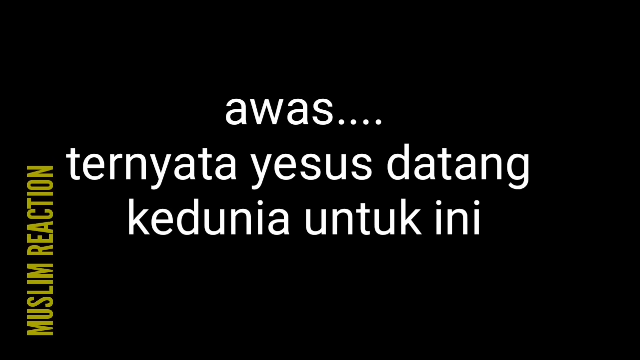 awas....
ternyata yesus datang
kedunia untuk ini
MUSLIM REACTION